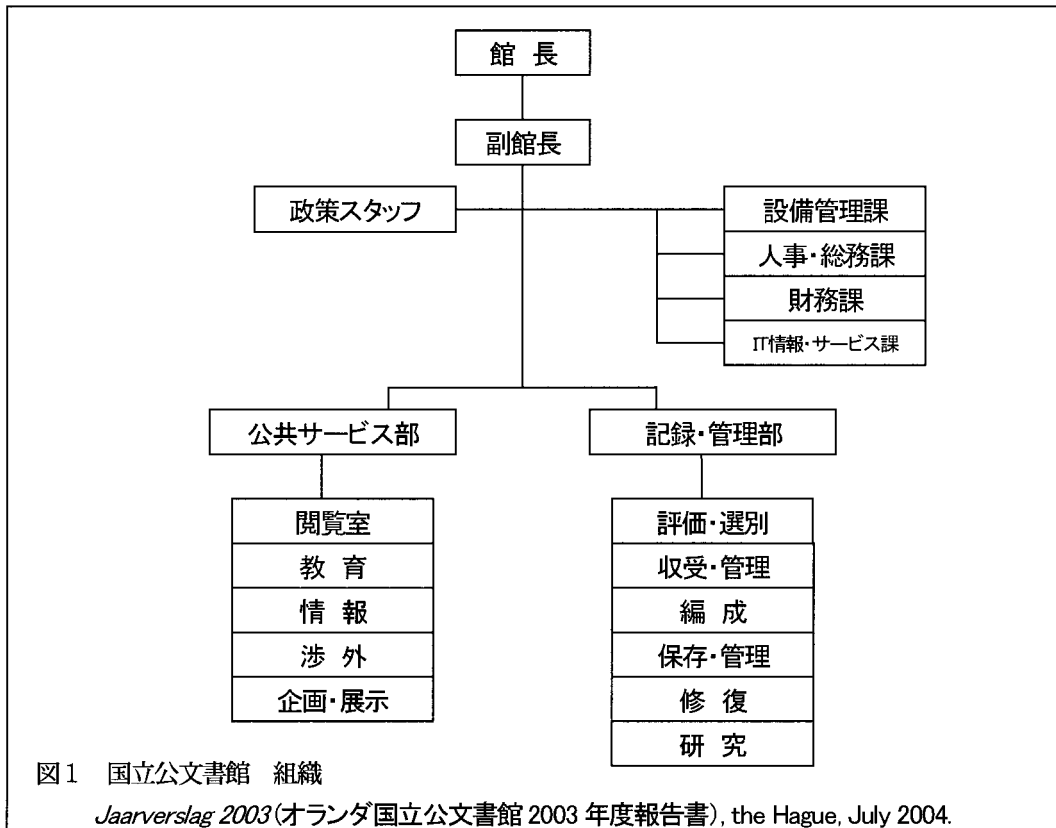 館 長
副館長
政策スタッフ
設備管理課
人事・総務課
財務課
IT情報・サービス課
公共サービス部
記録・管理部
閲覧室
教 育
情 報
渉 外
企画・展示
評価・選別
収受・管理
編 成
保存・管理
修 復
研 究
図1 国立公文書館 組織
Jaarverslag 2003(オランダ国立公文書館 2003 年度報告書), the Hague, July 2004.